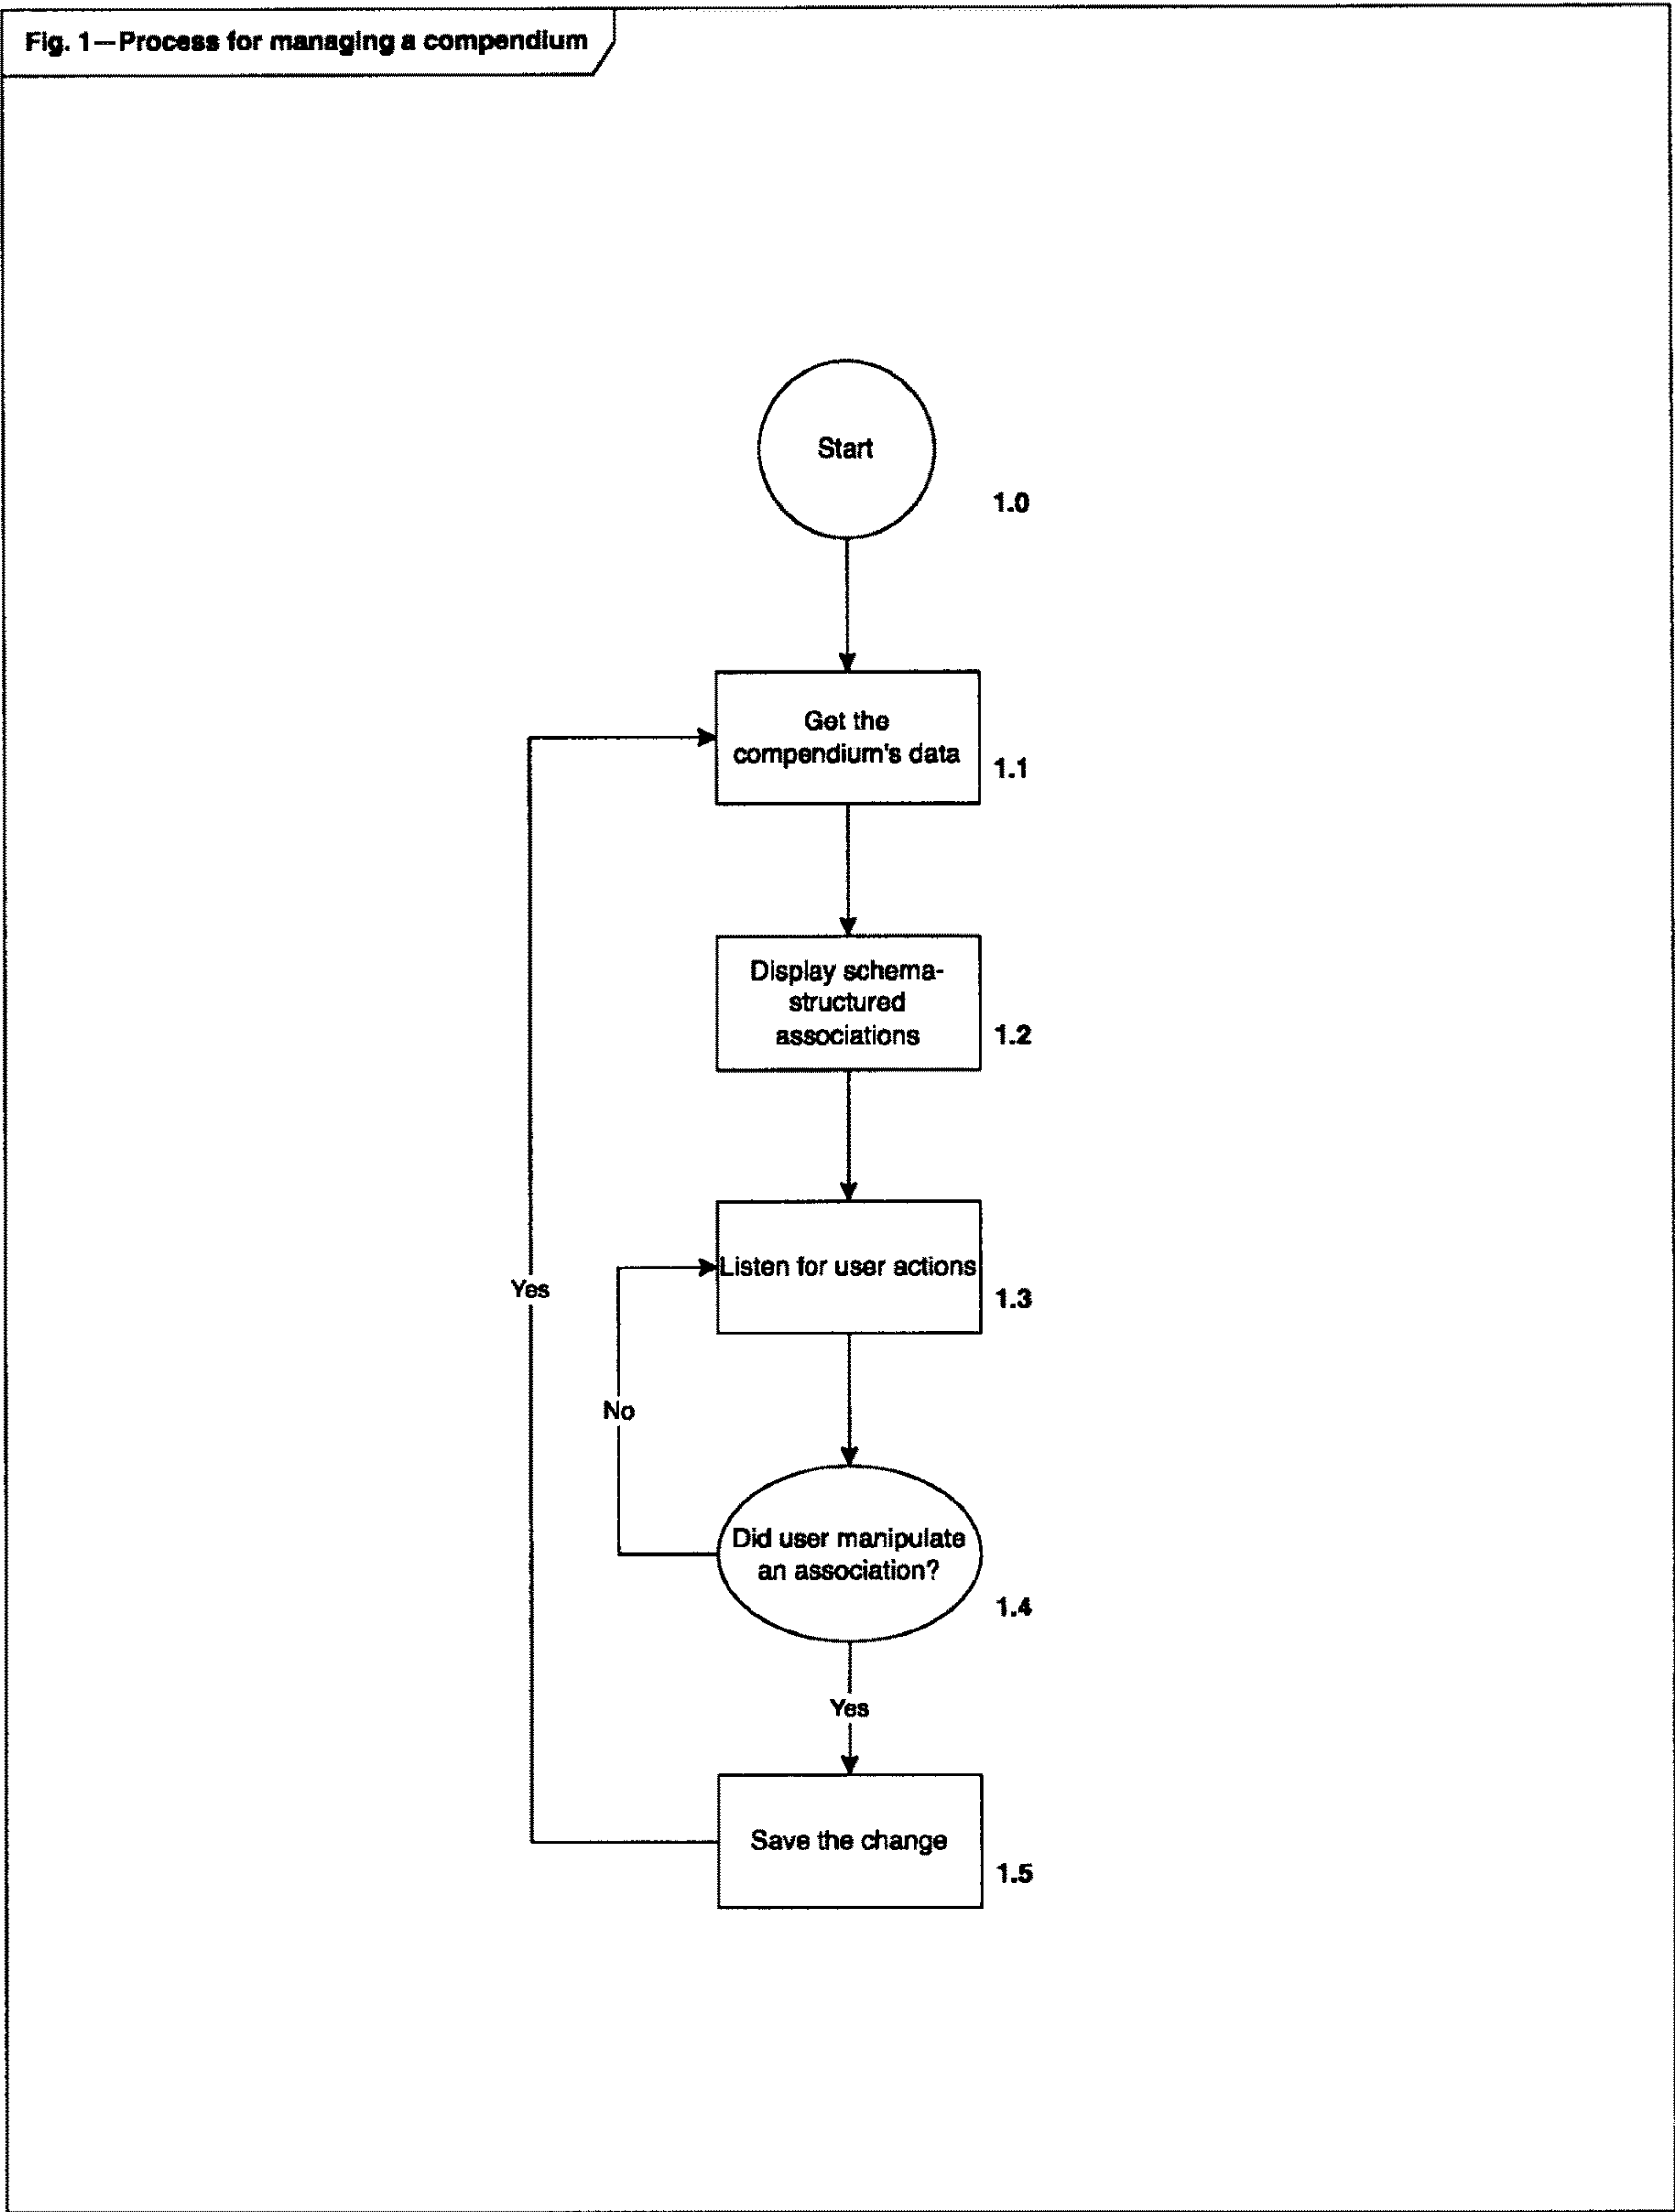 Fig. 1—Process for managing a compendium
Start
1.0
Get the
compendium's data
1.1
Display schema-
structured
associations
1.2
Listen for user actions
1.3
Yes
No
Did user manipulate
an association?
1.4
Yes
Save the change
1.5